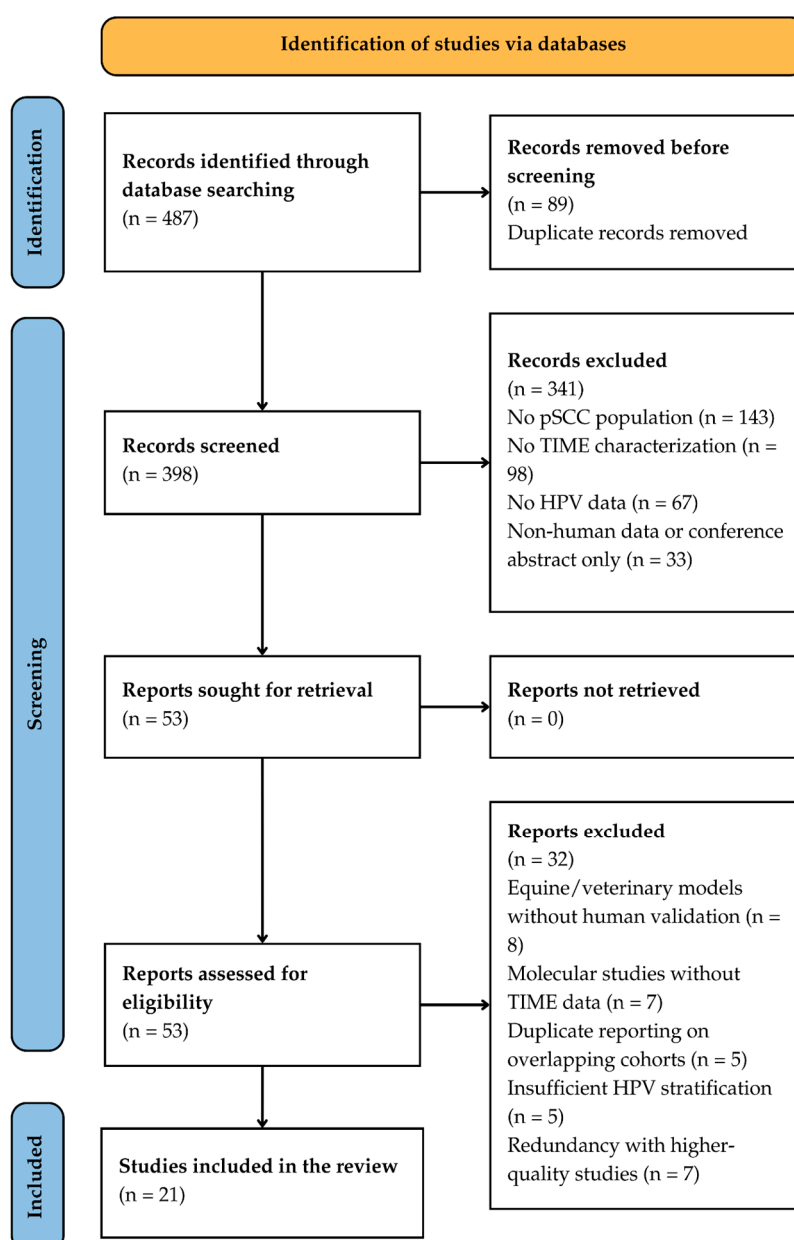 Identification of studies via databases
Identification
Records identified through
database searching
(n = 487)
Records removed before
screening
(n = 89)
Duplicate records removed
Screening
Records screened
(n = 398)
Records excluded
(n = 341)
No pSCC population (n = 143)
No TIME characterization (n =
98)
No HPV data (n = 67)
Non-human data or conference
abstract only (n = 33)
Reports sought for retrieval
(n = 53)
Reports not retrieved
(n = 0)
Reports assessed for
eligibility
(n = 53)
Reports excluded
(n = 32)
Equine/veterinary models
without human validation (n =
8)
Molecular studies without
TIME data (n = 7)
Duplicate reporting on
overlapping cohorts (n = 5)
Insufficient HPV stratification
(n = 5)
Redundancy with higher-
quality studies (n = 7)
Included
Studies included in the review
(n = 21)